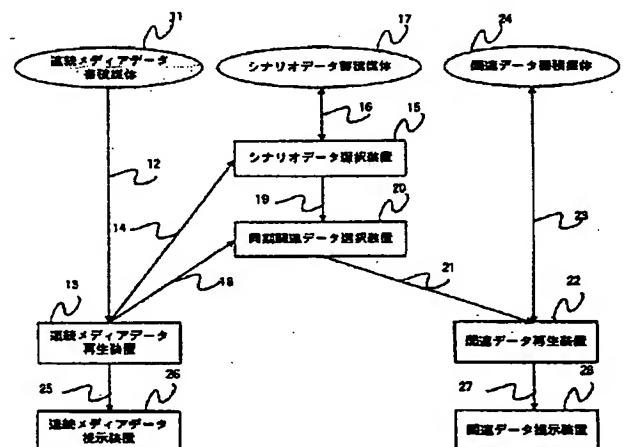 11
17
24
連続メディアデータ
蓄積媒体
シナリオデータ蓄積媒体
関連データ蓄積媒体
16
15
12
シナリオデータ選択装置
19
20
14
23
同期関連データ選択装置
21
18
13
22
連続メディアデータ
再生装置
関連データ再生装置
25
26
27
28
連続メディアデータ
提示装置
関連データ提示装置